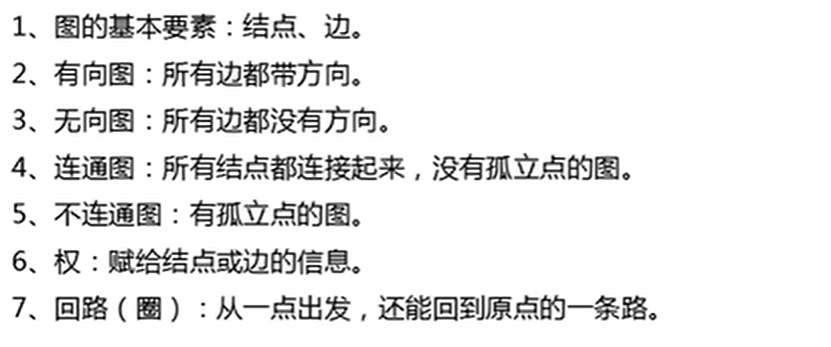 1、图的基本要素：结点、边。
2、有向图：所有边都带方向。
3、无向图：所有边都没有方向。
4、连通图：所有结点都连接起来，没有孤立点的图。
5、不连通图：有孤立点的图。
6、权：赋给结点或边的信息。
7、回路（圈）：从一点出发，还能回到原点的一条路。